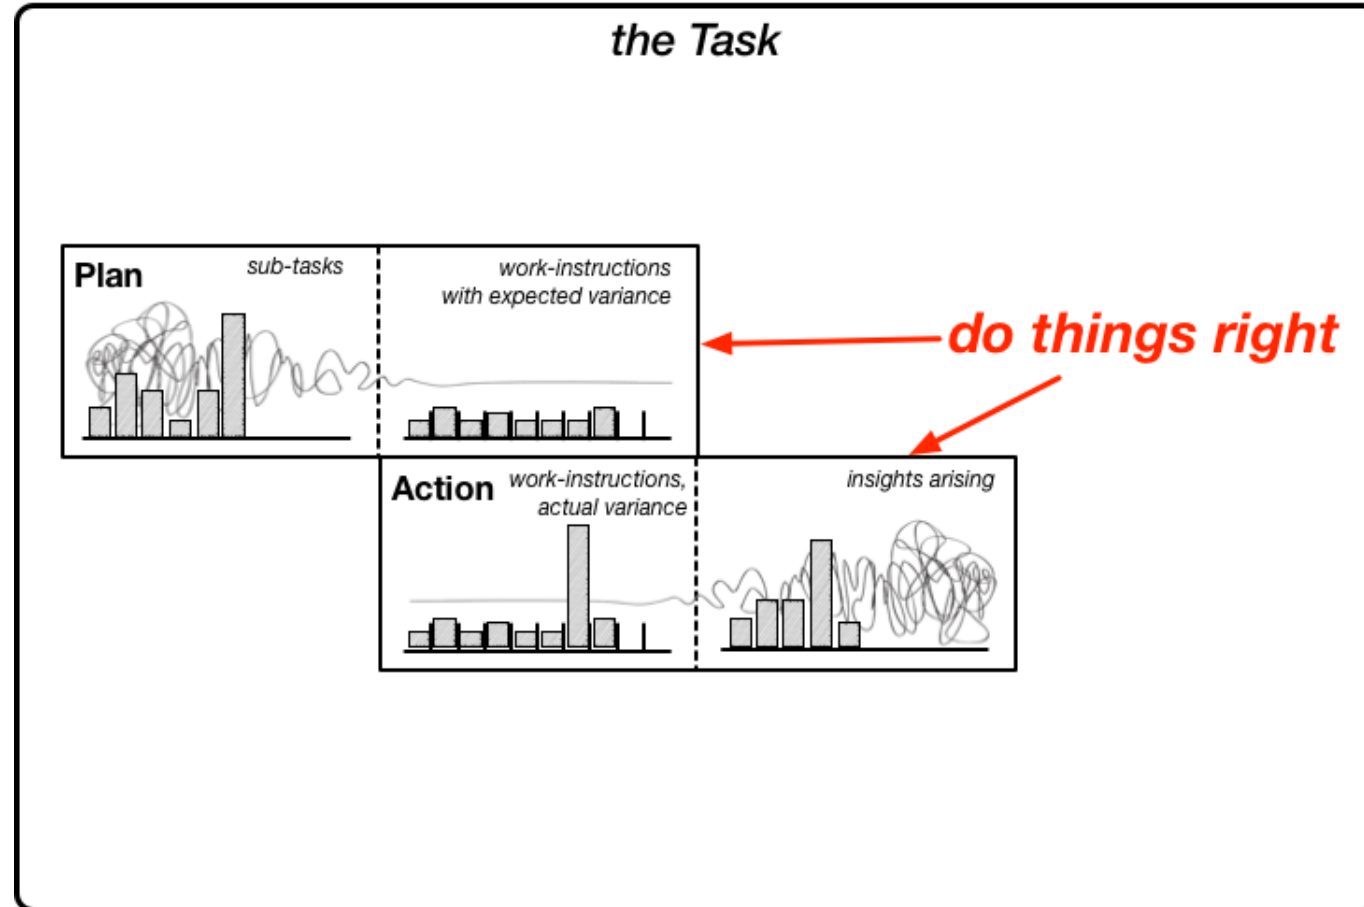 the Task
Plan
sub-tasks
work-instructions
with expected variance
do things right
Action
work-instructions,
actual variance
insights arising